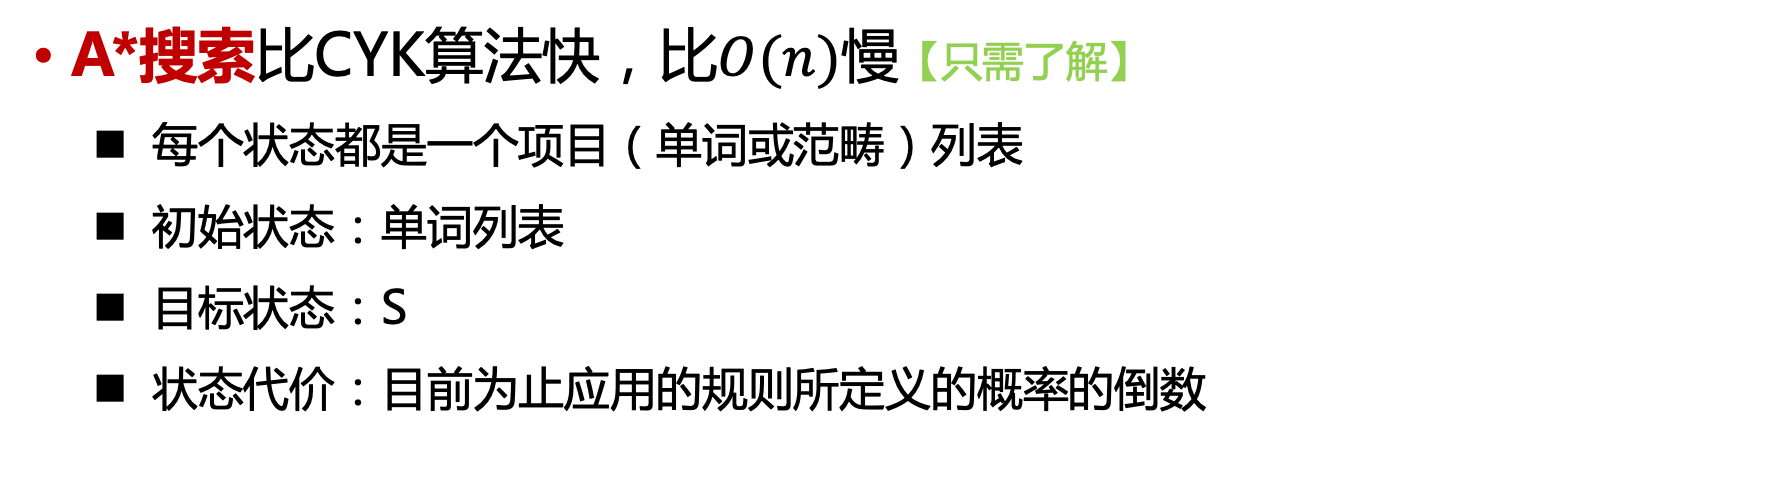 • A*搜索比CYK算法快，比O(n)慢【只需了解】
■ 每个状态都是一个项目（单词或范畴）列表
■ 初始状态：单词列表
■ 目标状态：S
■ 状态代价：目前为止应用的规则所定义的概率的倒数